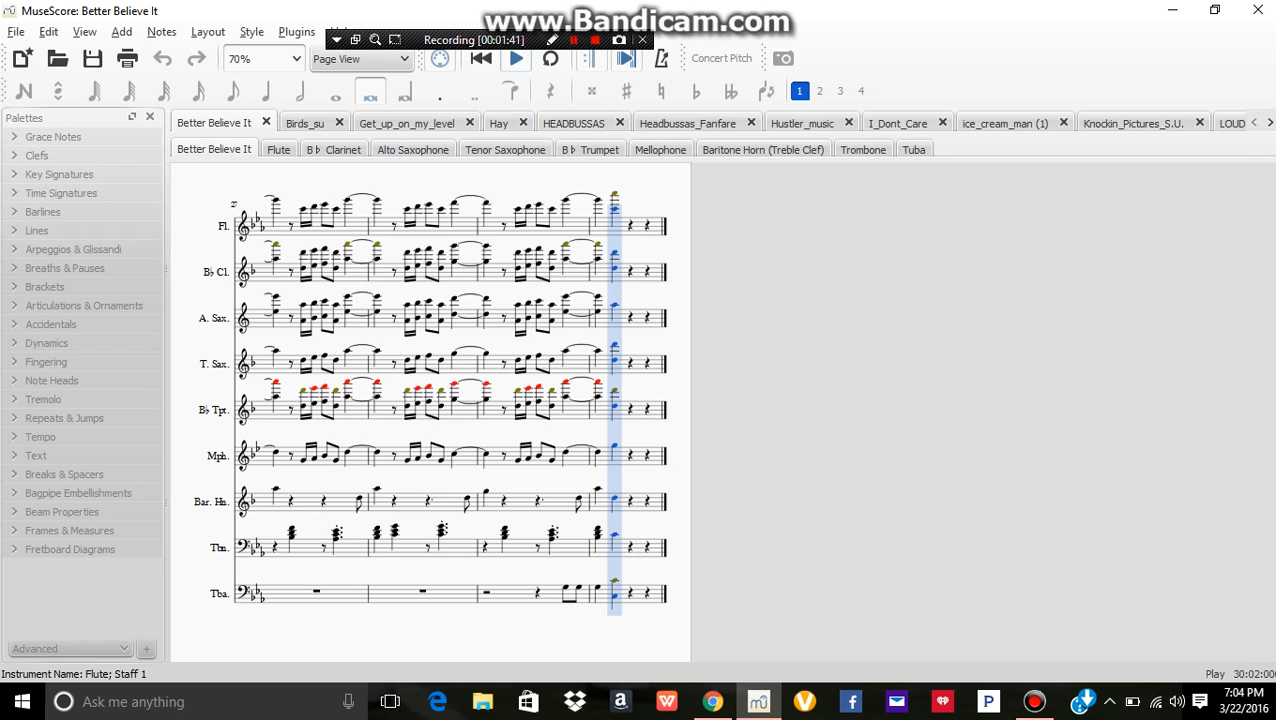 MuseScore: Better Believe It
www.Bandicam.com
File Edit View Add Notes Layout Style Plugins
Recording [00:01:41]
70% Page View Concert Pitch
1 2 3 4
Palettes
Better Believe It Birds_su Get_up_on_my_level Hay HEADBUSSAS Headbussas_Fanfare Hustler_music I_Dont_Care ice_cream_man (1) Knockin_Pictures_S.U. LOUD
Better Believe It Flute B♭ Clarinet Alto Saphone Tenor Saxophone B♭ Trumpet Mellophone Baritone Horn (Treble Clef) Trombone Tuba
Grace Notes
Clefs
Key Signatures
Time Signatures
Barlines
Lines
Arpeggios & Glissandi
Breaths & Pauses
Brackets
Articulations & Ornaments
Accidentals
Dynamics
Fingering
Note Heads
Tremolo
Repeats & Jumps
Tempo
Text
Breaks & Spacers
Bagpipe Embellishments
Beam Properties
Frames & Measures
Fretboard Diagrams
Advanced +
27
Fl.
B♭ Cl.
A. Sax.
T. Sax.
B♭ Tpt.
Mph.
Bar. Hn.
Tbn.
Tba.
Instrument Name: Flute; Staff 1
Play 30:02:00
Ask me anything
7:04 PM
3/22/2016